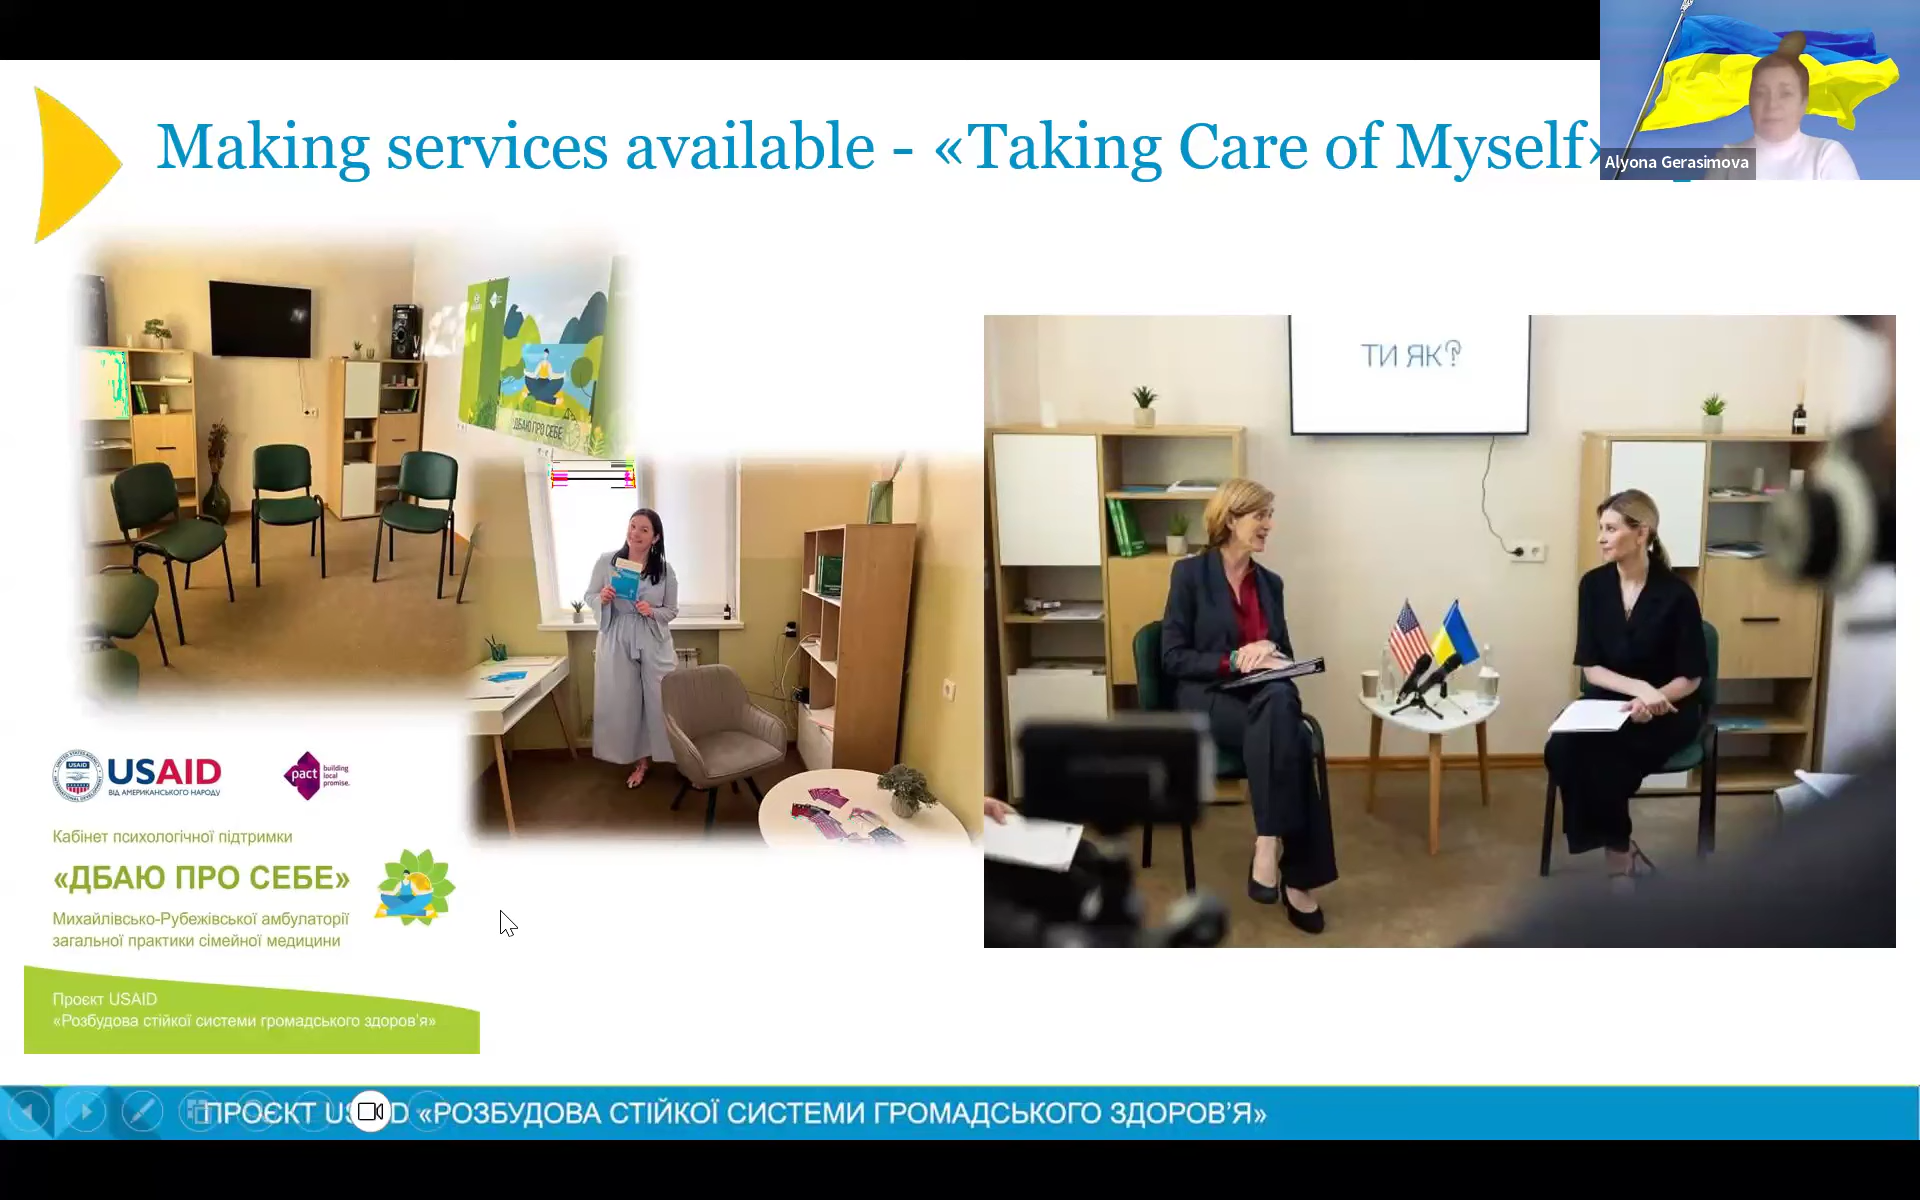 Making services available - «Taking Care of Myself»
Alyona Gerasimova
ДБАЮ ПРО СЕБЕ
ТИ ЯК?
USAID
USAID
ВІД АМЕРИКАНСЬКОГО НАРОДУ
pact
building
local
promise.
Кабінет психологічної підтримки
«ДБАЮ ПРО СЕБЕ»
Михайлівсько-Рубежівської амбулаторії
загальної практики сімейної медицини
Проєкт USAID
«Розбудова стійкої системи громадського здоров'я»
ПРОЄКТ USAID «РОЗБУДОВА СТІЙКОЇ СИСТЕМИ ГРОМАДСЬКОГО ЗДОРОВ'Я»